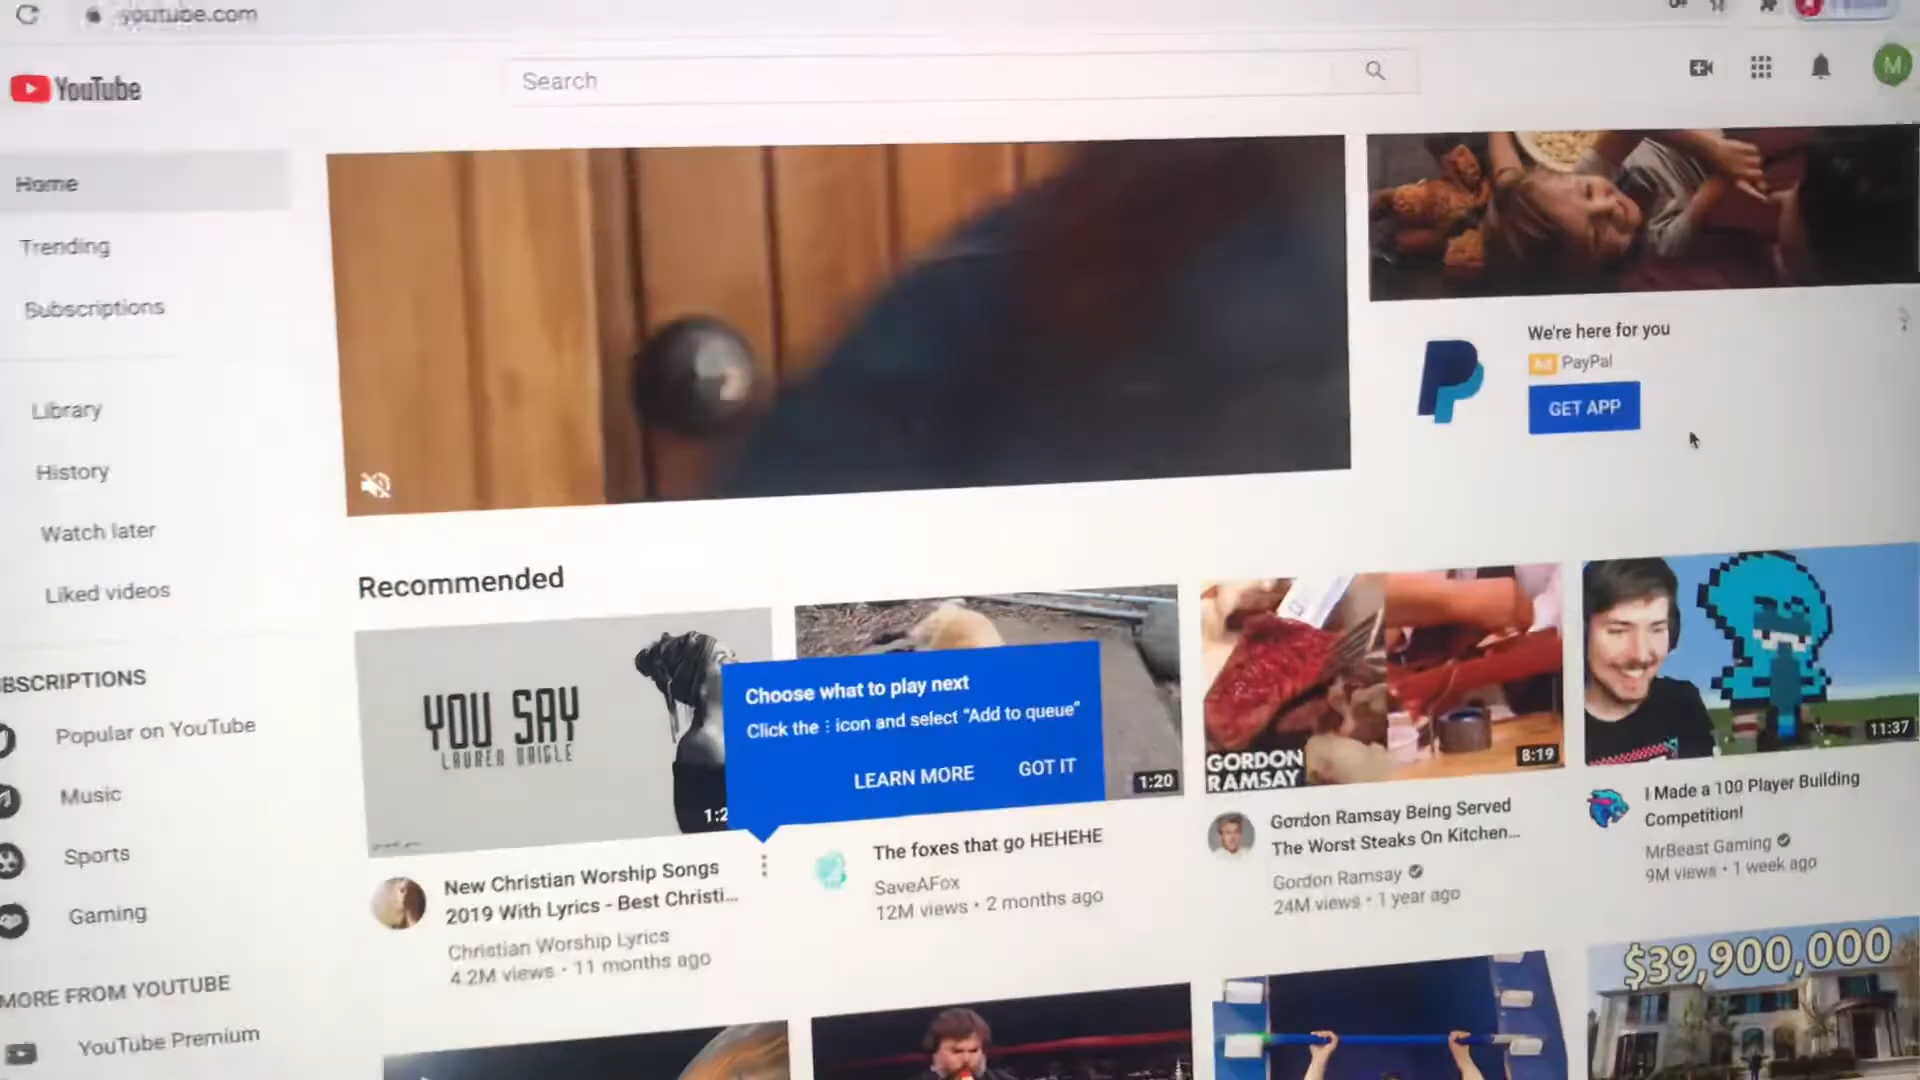 youtube.com
YouTube
Search
M
Home
Trending
Subscriptions
Library
History
Watch later
Liked videos
BSCRIPTIONS
Popular on YouTube
Music
Sports
Gaming
MORE FROM YOUTUBE
YouTube Premium
We're here for you
Ad PayPal
GET APP
Recommended
YOU SAY
LAUREN DAIGLE
1:2
Choose what to play next
Click the ⋮ icon and select "Add to queue"
LEARN MORE GOT IT
1:20
GORDON
RAMSAY
8:19
11:37
New Christian Worship Songs
2019 With Lyrics - Best Christi...
Christian Worship Lyrics
4.2M views • 11 months ago
The foxes that go HEHEHE
SaveAFox
12M views • 2 months ago
Gordon Ramsay Being Served
The Worst Steaks On Kitchen...
Gordon Ramsay
24M views • 1 year ago
I Made a 100 Player Building
Competition!
MrBeast Gaming
9M views • 1 week ago
$39,900,000